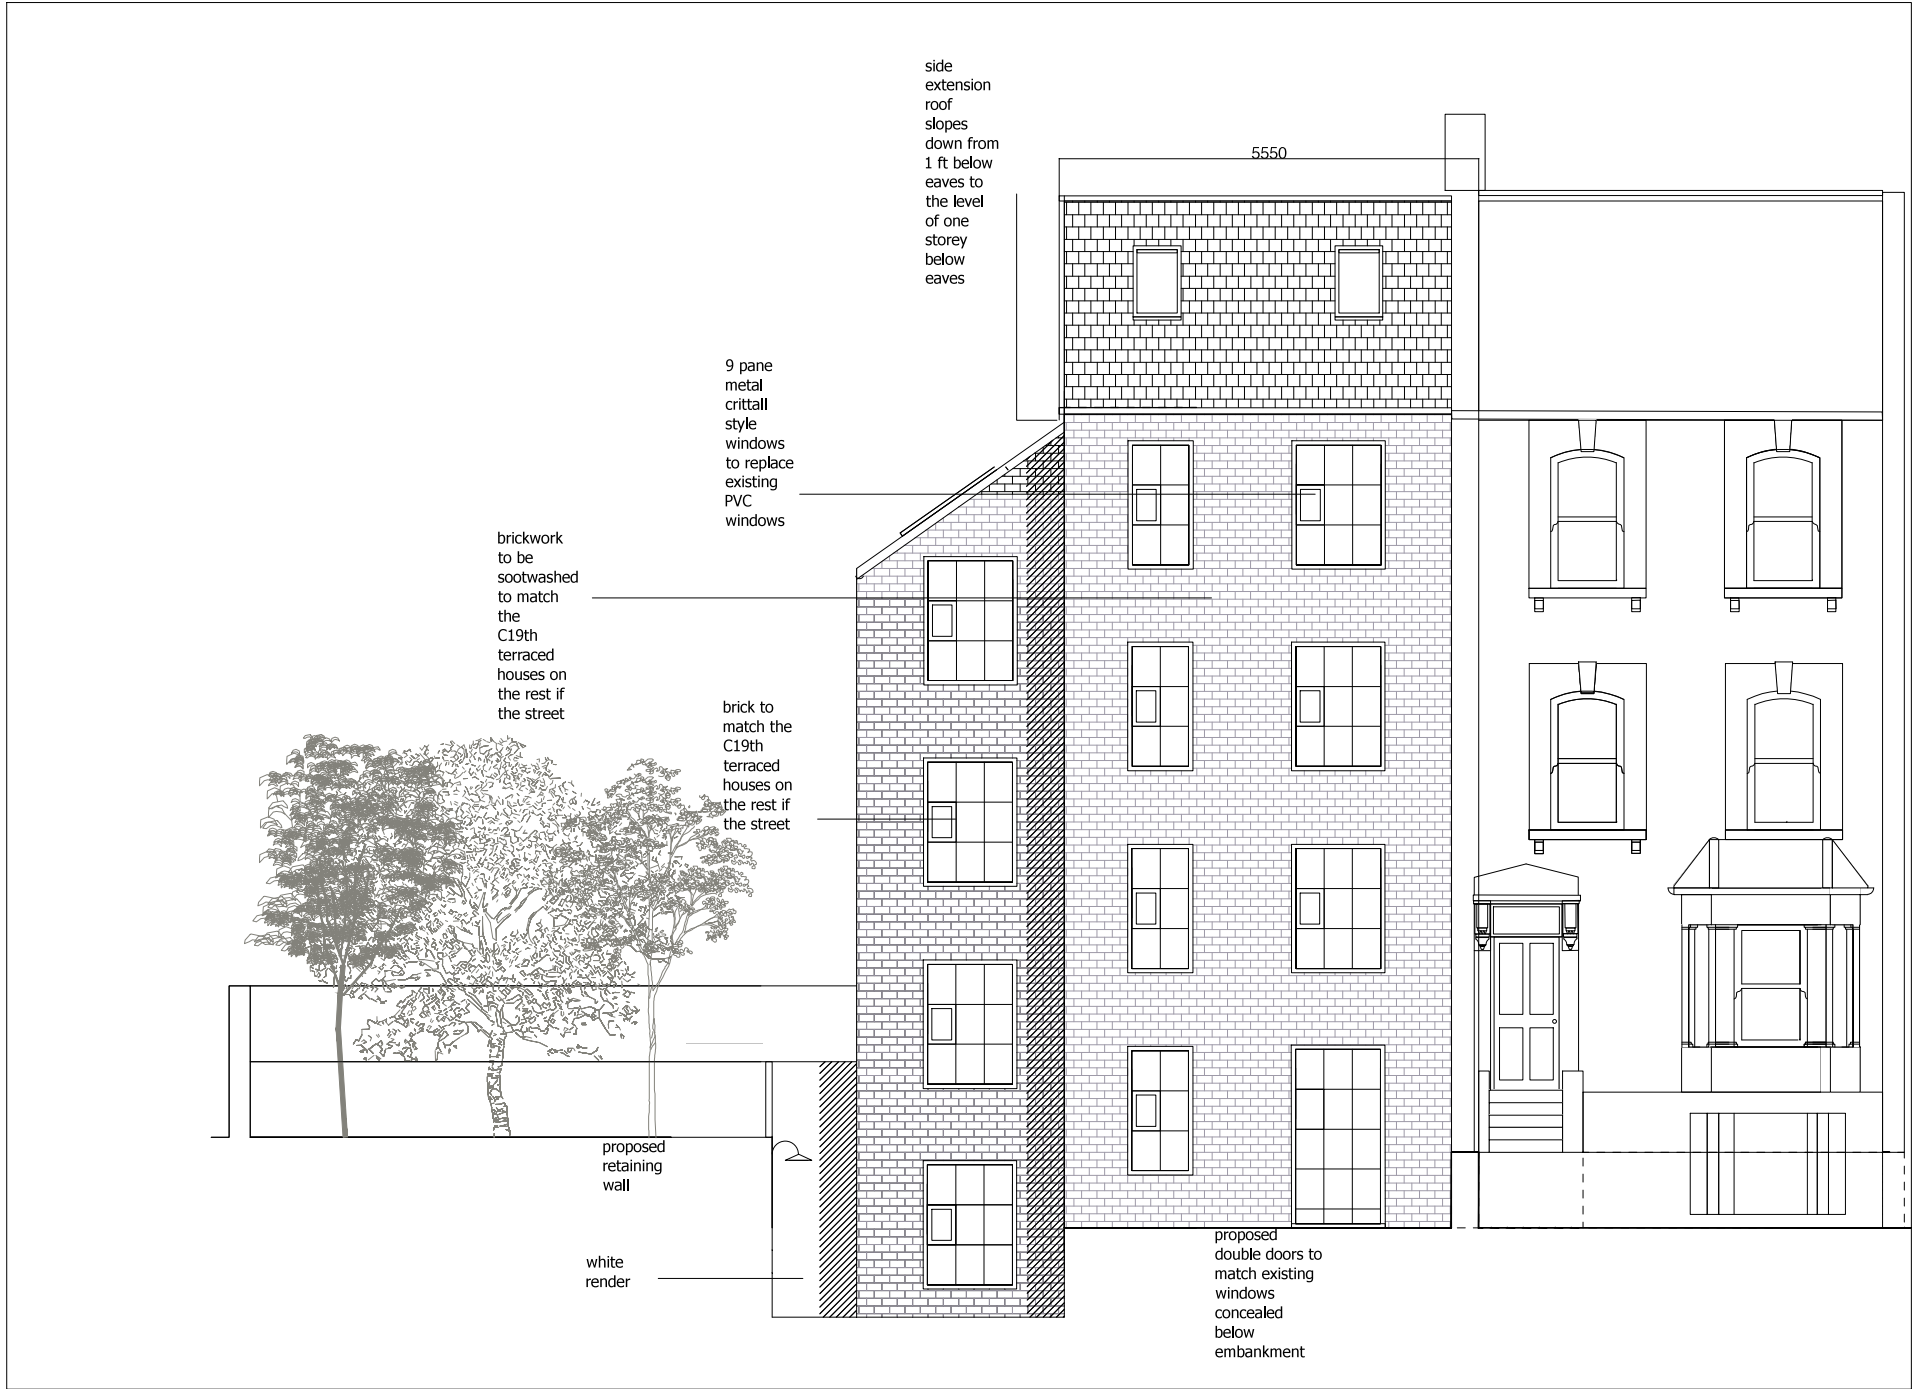 side
extension
roof
slopes
down from
1 ft below
eaves to
the level
of one
storey
below
eaves
5550
9 pane
metal
crittall
style
windows
to replace
existing
PVC
windows
brickwork
to be
sootwashed
to match
the
C19th
terraced
houses on
the rest if
the street
brick to
match the
C19th
terraced
houses on
the rest if
the street
proposed
retaining
wall
white
render
proposed
double doors to
match existing
windows
concealed
below
embankment